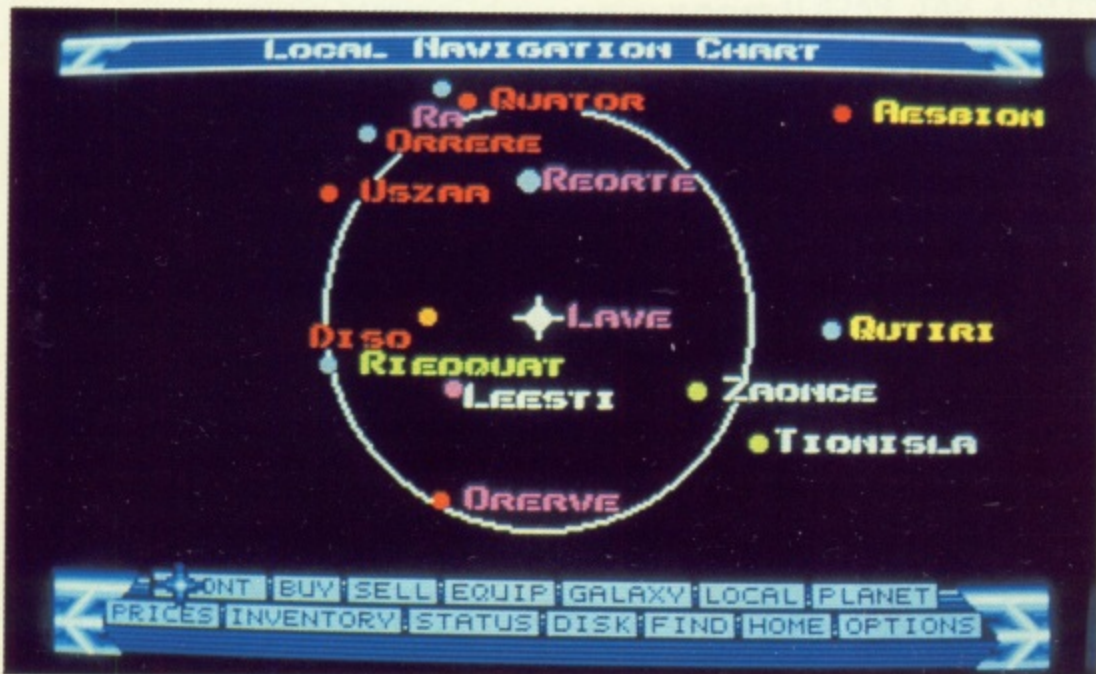 LOCAL NAVIGATION CHART
QUATOR
AESBION
RA
ORRERE
REORTE
USZAA
LAVE
QUTIRI
DISO
RIEDQUAT
ZAONCE
LEESTI
TIONISLA
ORERVE
BUY SELL EQUIP GALAXY LOCAL PLANET
PRICES INVENTORY STATUS DISK FIND HOME OPTIONS